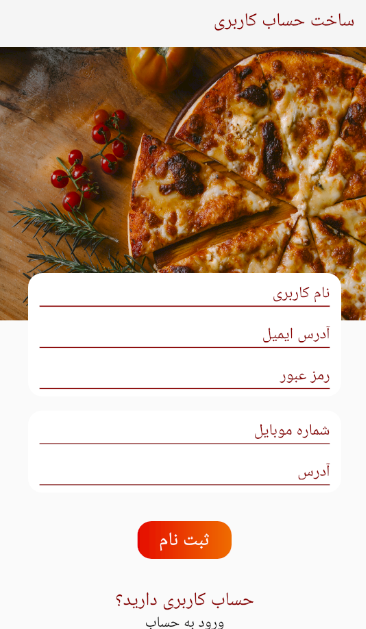 ساخت حساب کاربری
نام کاربری
آدرس ایمیل
رمز عبور
شماره موبایل
آدرس
ثبت نام
حساب کاربری دارید؟
ورود به حساب